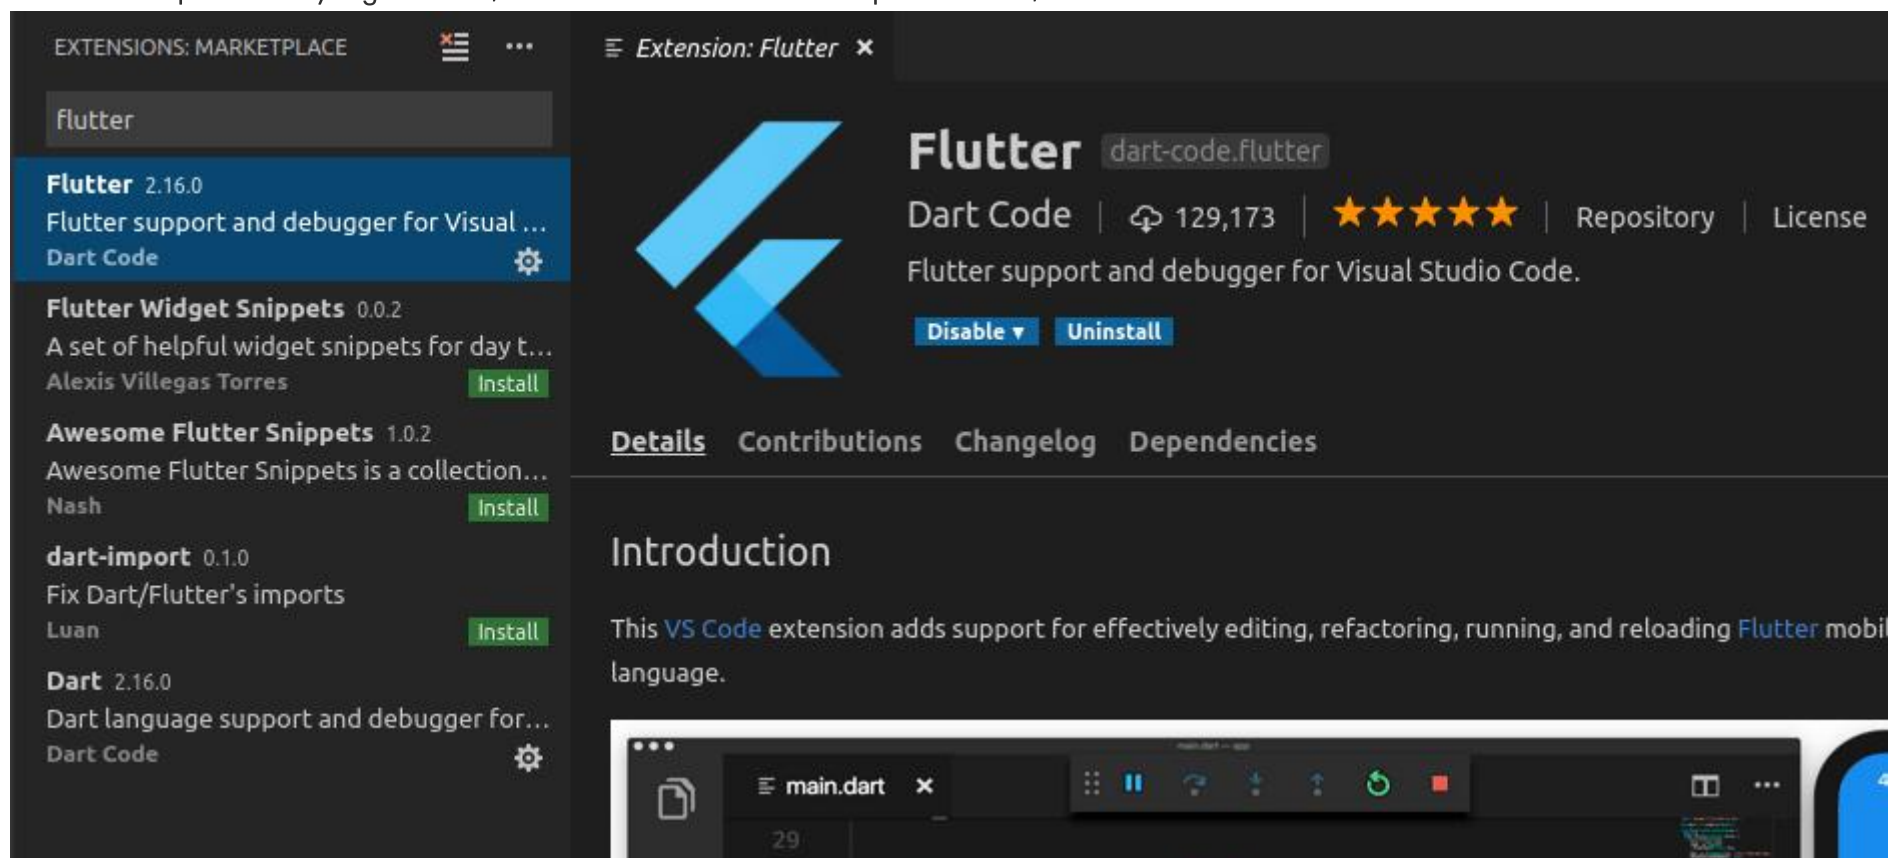 EXTENSIONS: MARKETPLACE
flutter
Flutter 2.16.0
Flutter support and debugger for Visual ...
Dart Code
Flutter Widget Snippets 0.0.2
A set of helpful widget snippets for day t...
Alexis Villegas Torres Install
Awesome Flutter Snippets 1.0.2
Awesome Flutter Snippets is a collection...
Nash Install
dart-import 0.1.0
Fix Dart/Flutter's imports
Luan Install
Dart 2.16.0
Dart language support and debugger for...
Dart Code
Extension: Flutter
Flutter dart-code.flutter
Dart Code | 129,173 | ★★★★★ | Repository | License
Flutter support and debugger for Visual Studio Code.
Disable ▾ Uninstall
Details Contributions Changelog Dependencies
Introduction
This VS Code extension adds support for effectively editing, refactoring, running, and reloading Flutter mobil
language.
main.dart
29